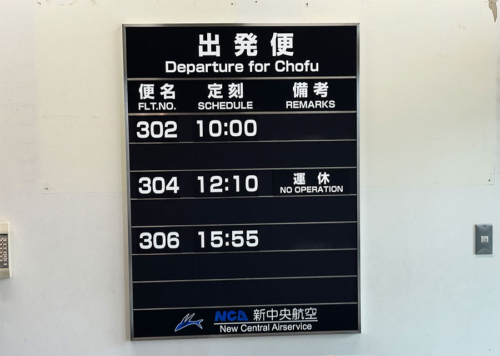 出発便
Departure for Chofu
便名 定刻 備考
FLT.NO. SCHEDULE REMARKS
302 10:00
304 12:10 運休
NO OPERATION
306 15:55
NCA 新中央航空
New Central Airservice